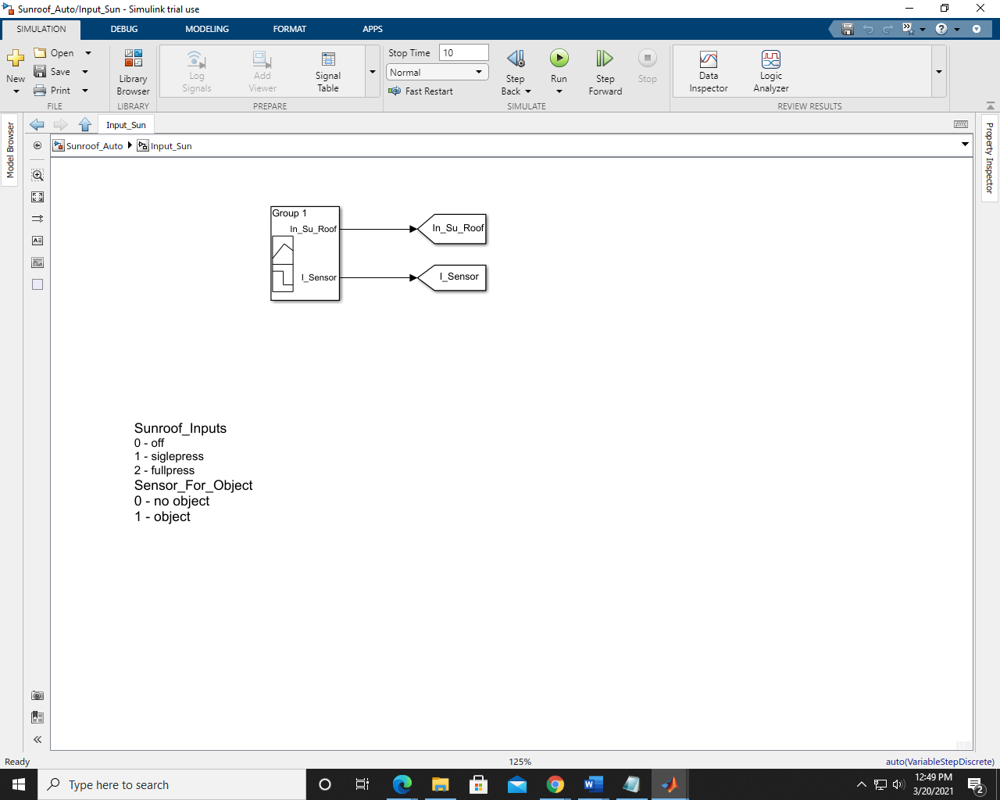 Sunroof_Auto/Input_Sun - Simulink trial use
SIMULATION DEBUG MODELING FORMAT APPS
New
Open
Save
Print
FILE
Library
Browser
LIBRARY
Log
Signals
Add
Viewer
Signal
Table
PREPARE
Stop Time 10
Normal
Fast Restart
Step
Back
Run
Step
Forward
Stop
SIMULATE
Data
Inspector
Logic
Analyzer
REVIEW RESULTS
Model Browser
Input_Sun
Sunroof_Auto Input_Sun
Property Inspector
Group 1
In_Su_Roof
I_Sensor
In_Su_Roof
I_Sensor
Sunroof_Inputs
0 - off
1 - siglepress
2 - fullpress
Sensor_For_Object
0 - no object
1 - object
Ready 125% auto(VariableStepDiscrete)
Type here to search
12:49 PM
3/20/2021
2